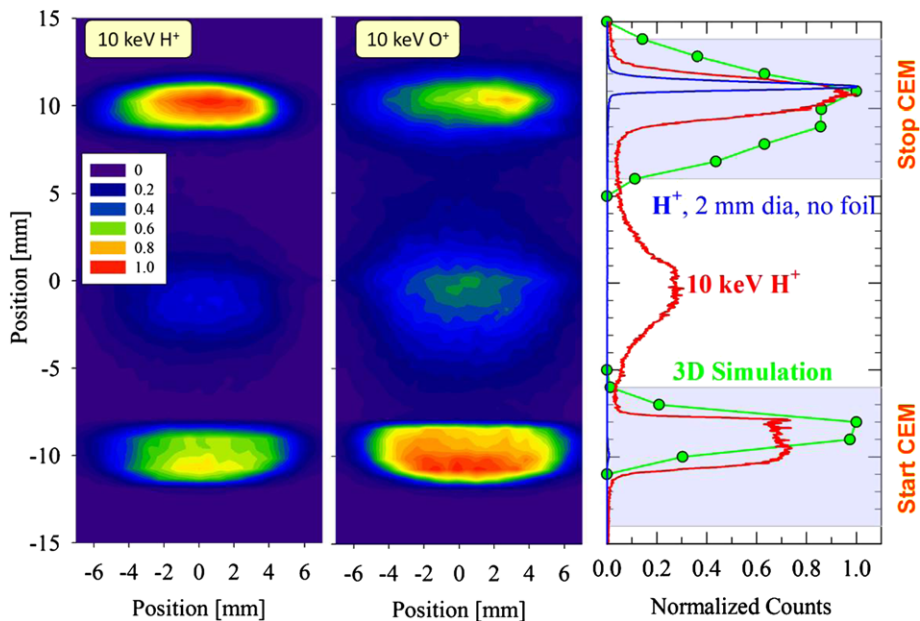 10 keV H⁺
10 keV O⁺
15
10
5
0
-5
-10
-15
Position [mm]
0
0.2
0.4
0.6
0.8
1.0
-6 -4 -2 0 2 4 6
Position [mm]
-6 -4 -2 0 2 4 6
Position [mm]
H⁺, 2 mm dia, no foil
10 keV H⁺
3D Simulation
0.0 0.2 0.4 0.6 0.8 1.0
Normalized Counts
Stop CEM
Start CEM